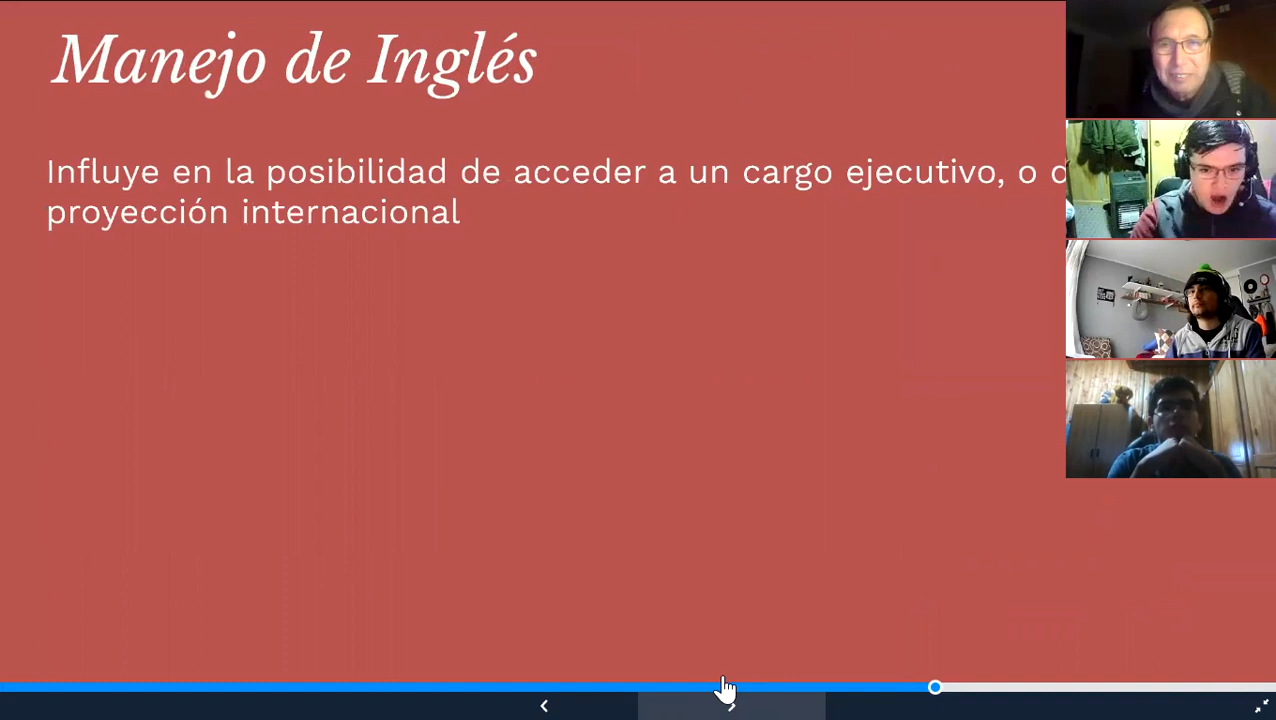 Manejo de Inglés
Influye en la posibilidad de acceder a un cargo ejecutivo, o
proyección internacional